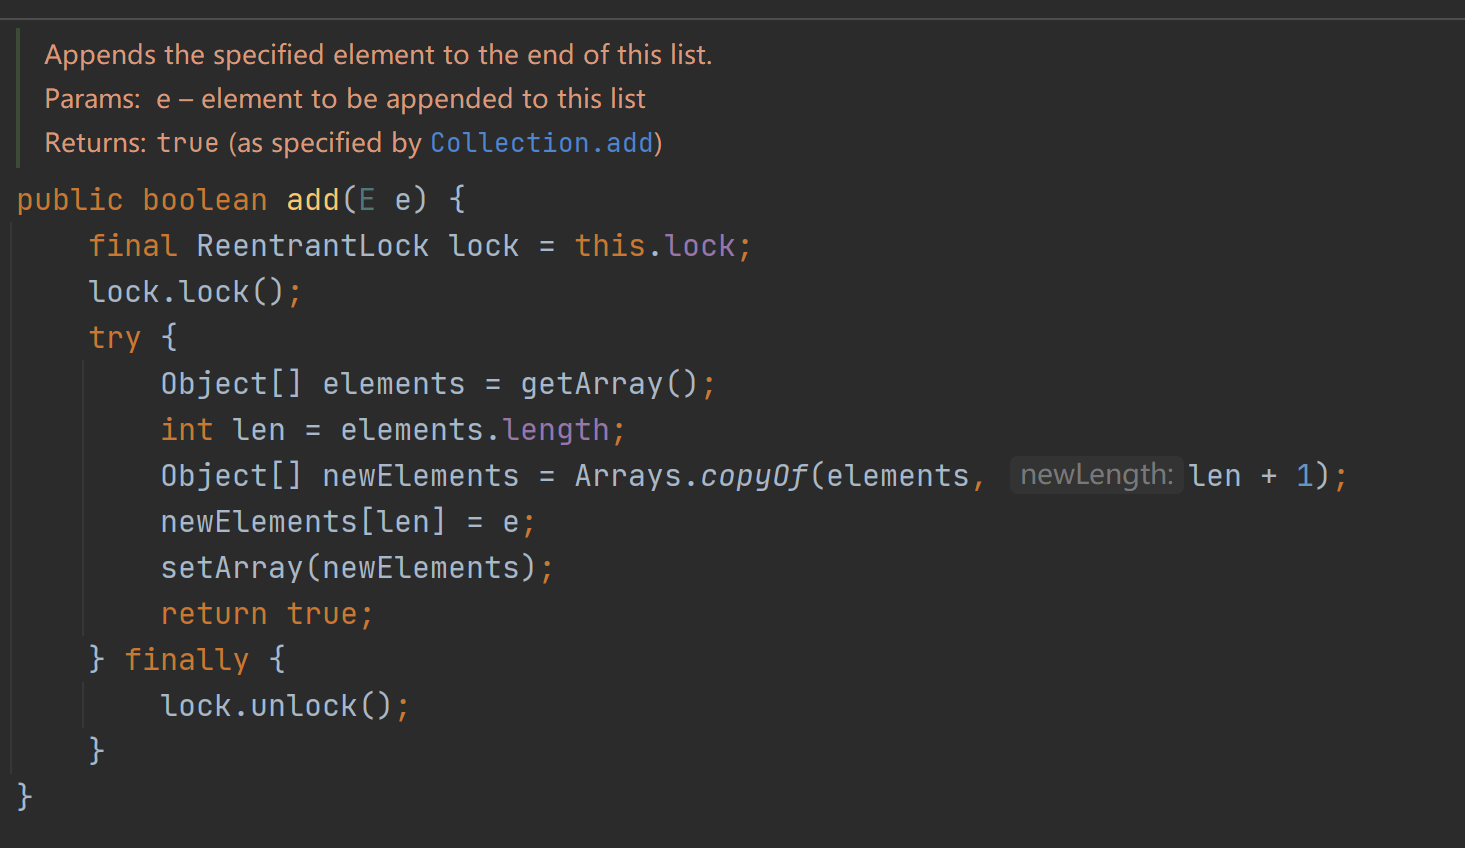 Appends the specified element to the end of this list.
Params: e – element to be appended to this list
Returns: true (as specified by Collection.add)
public boolean add(E e) {
    final ReentrantLock lock = this.lock;
    lock.lock();
    try {
        Object[] elements = getArray();
        int len = elements.length;
        Object[] newElements = Arrays.copyOf(elements, newLength: len + 1);
        newElements[len] = e;
        setArray(newElements);
        return true;
    } finally {
        lock.unlock();
    }
}